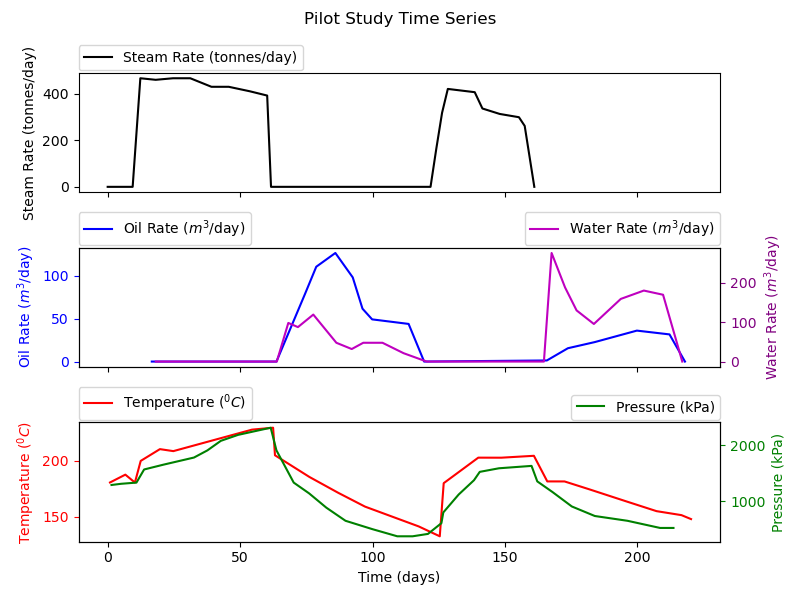 Pilot Study Time Series
Steam Rate (tonnes/day)
Steam Rate (tonnes/day)
400
200
0
Oil Rate (m³/day)
Water Rate (m³/day)
Oil Rate (m³/day)
100
50
0
200
100
0
Water Rate (m³/day)
Temperature (⁰C)
Pressure (kPa)
Temperature (⁰C)
200
150
2000
1000
Pressure (kPa)
0 50 100 150 200
Time (days)